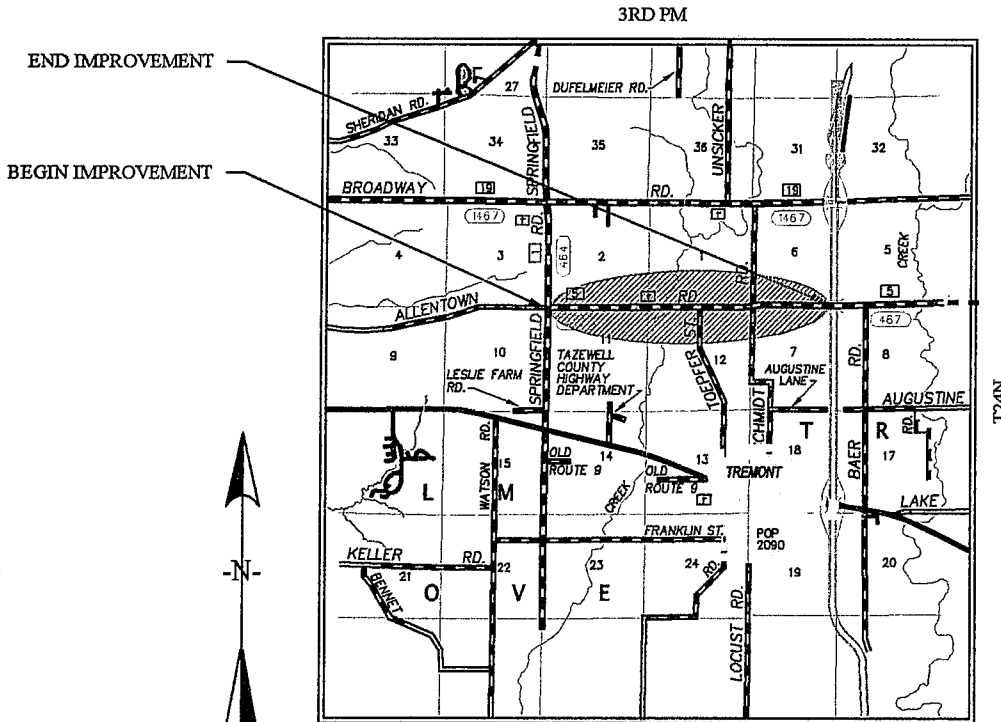 3RD PM
END IMPROVEMENT
BEGIN IMPROVEMENT
SHERIDAN RD.
27
DUFELMEIER RD.
33
34
SPRINGFIELD
35
36
UNSICKER
31
32
BROADWAY
19
RD.
19
1467
RD.
1467
4
3
1
464
2
1
RD.
6
5
CREEK
ALLENTOWN
5
RD.
5
467
9
10
SPRINGFIELD
11
TOEPFER ST.
12
7
RD.
8
LESLIE FARM
RD.
TAZEWELL
COUNTY
HIGHWAY
DEPARTMENT
AUGUSTINE
LANE
AUGUSTINE
T24N
CHMIDT
T
R
RD.
WATSON RD.
15
OLD
ROUTE 9
14
OLD
ROUTE 9
13
TREMONT
18
BAER
17
L
M
CREEK
LAKE
FRANKLIN ST.
POP
2090
KELLER RD.
21
22
23
24
RD.
19
20
BENNET
O
V
E
LOCUST RD.
-N-